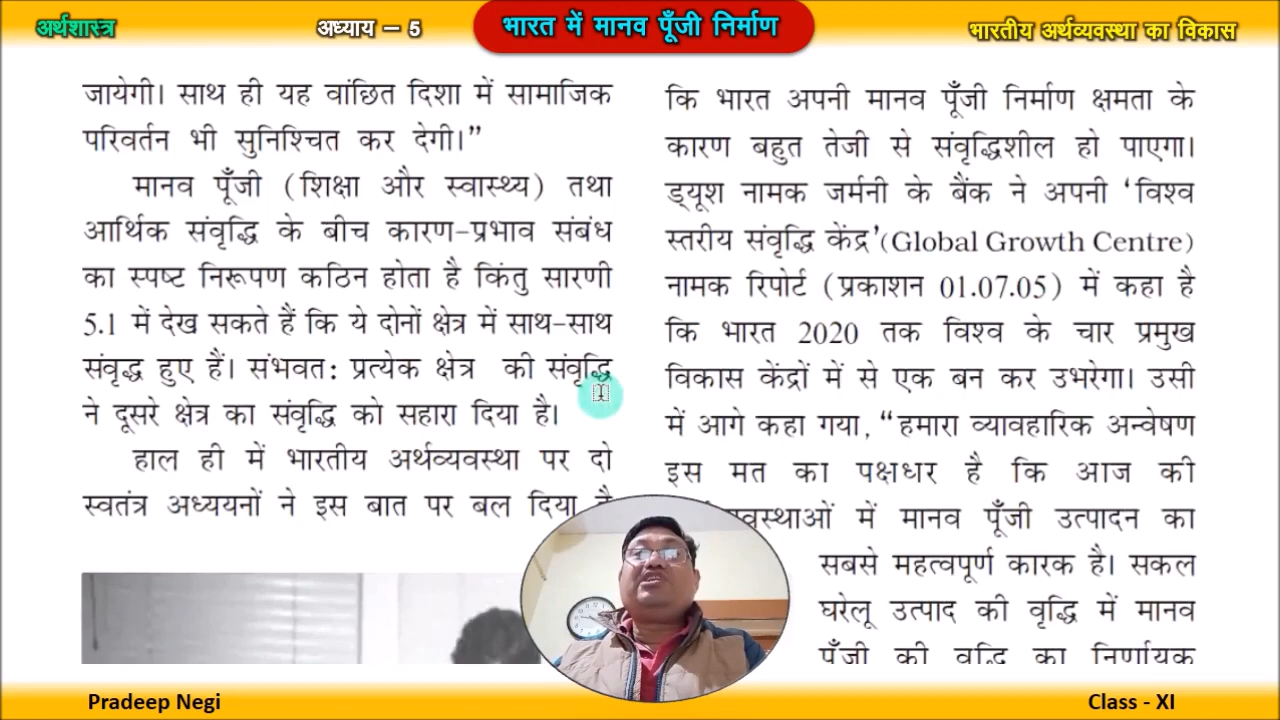 अर्थशास्त्र
अध्याय – 5
भारत में मानव पूँजी निर्माण
भारतीय अर्थव्यवस्था का विकास
जायेगी। साथ ही यह वांछित दिशा में सामाजिक
परिवर्तन भी सुनिश्चित कर देगी।”
मानव पूँजी (शिक्षा और स्वास्थ्य) तथा
आर्थिक संवृद्धि के बीच कारण-प्रभाव संबंध
का स्पष्ट निरूपण कठिन होता है किंतु सारणी
5.1 में देख सकते हैं कि ये दोनों क्षेत्र में साथ-साथ
संवृद्ध हुए हैं। संभवत: प्रत्येक क्षेत्र की संवृद्धि
ने दूसरे क्षेत्र का संवृद्धि को सहारा दिया है।
हाल ही में भारतीय अर्थव्यवस्था पर दो
स्वतंत्र अध्ययनों ने इस बात पर बल दिया
कि भारत अपनी मानव पूँजी निर्माण क्षमता के
कारण बहुत तेजी से संवृद्धिशील हो पाएगा।
ड्यूश नामक जर्मनी के बैंक ने अपनी ‘विश्व
स्तरीय संवृद्धि केंद्र’(Global Growth Centre)
नामक रिपोर्ट (प्रकाशन 01.07.05) में कहा है
कि भारत 2020 तक विश्व के चार प्रमुख
विकास केंद्रों में से एक बन कर उभरेगा। उसी
में आगे कहा गया, “हमारा व्यावहारिक अन्वेषण
इस मत का पक्षधर है कि आज की
में मानव पूँजी उत्पादन का
सबसे महत्वपूर्ण कारक है। सकल
घरेलू उत्पाद की वृद्धि में मानव
पूँजी की वृद्धि का निर्णायक
Pradeep Negi
Class - XI